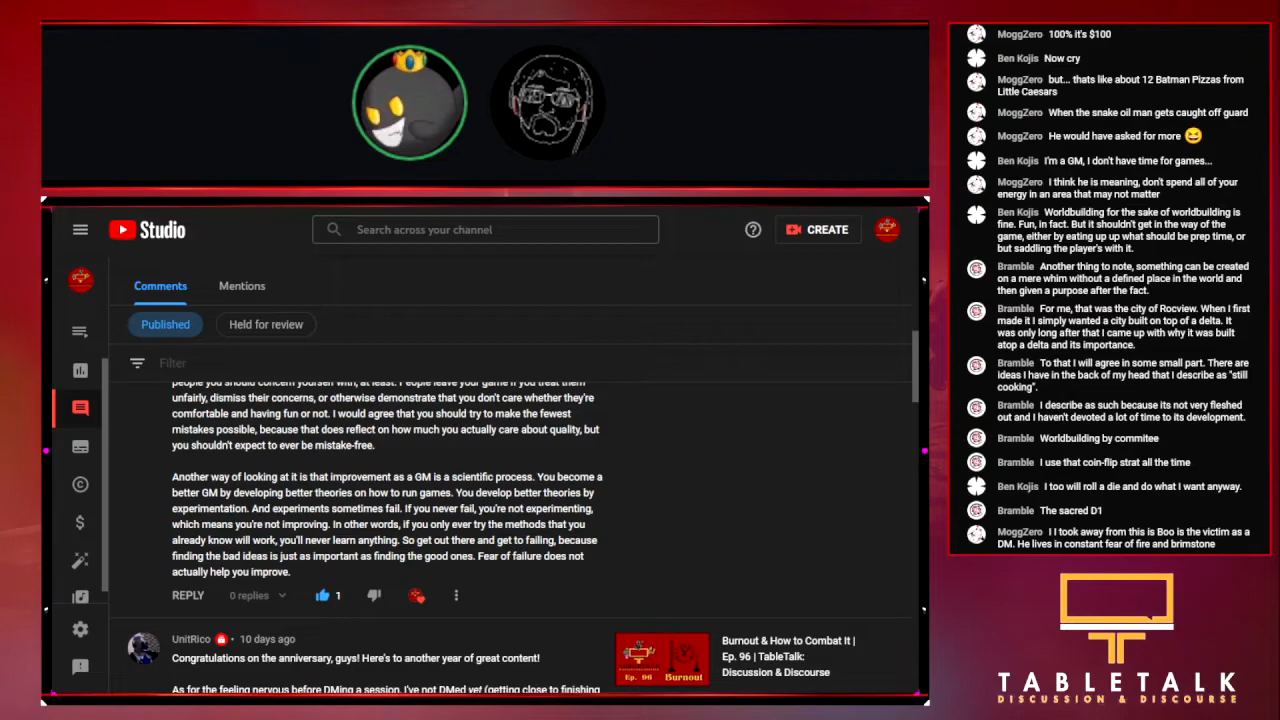 Studio
Search across your channel
CREATE
Comments
Mentions
Published
Held for review
Filter
people you should concern yourself with, at least. People leave your game if you treat them
unfairly, dismiss their concerns, or otherwise demonstrate that you don't care whether they're
comfortable and having fun or not. I would agree that you should try to make the fewest
mistakes possible, because that does reflect on how much you actually care about quality, but
you shouldn't expect to ever be mistake-free.
Another way of looking at it is that improvement as a GM is a scientific process. You become a
better GM by developing better theories on how to run games. You develop better theories by
experimentation. And experiments sometimes fail. If you never fail, you're not experimenting,
which means you're not improving. In other words, if you only ever try the methods that you
already know will work, you'll never learn anything. So get out there and get to failing, because
finding the bad ideas is just as important as finding the good ones. Fear of failure does not
actually help you improve.
REPLY
0 replies
1
UnitRico • 10 days ago
Congratulations on the anniversary, guys! Here's to another year of great content!
As for the feeling nervous before DMing a session, I've not DMed yet (getting close to finishing
Ep. 96
Burnout
Burnout & How to Combat It |
Ep. 96 | TableTalk:
Discussion & Discourse
MoggZero 100% it's $100
Ben Kojis Now cry
MoggZero but... thats like about 12 Batman Pizzas from
Little Caesars
MoggZero When the snake oil man gets caught off guard
MoggZero He would have asked for more 😆
Ben Kojis I'm a GM, I don't have time for games...
MoggZero I think he is meaning, don't spend all of your
energy in an area that may not matter
Ben Kojis Worldbuilding for the sake of worldbuilding is
fine. Fun, in fact. But it shouldn't get in the way of the
game, either by eating up up what should be prep time, or
but saddling the player's with it.
Bramble Another thing to note, something can be created
on a mere whim without a defined place in the world and
then given a purpose after the fact.
Bramble For me, that was the city of Rocview. When I first
made it I simply wanted a city built on top of a delta. It
was only long after that I came up with why it was built
atop a delta and its importance.
Bramble To that I will agree in some small part. There are
ideas I have in the back of my head that I describe as "still
cooking".
Bramble I describe as such because its not very fleshed
out and I haven't devoted a lot of time to its development.
Bramble Worldbuilding by commitee
Bramble I use that coin-flip strat all the time
Ben Kojis I too will roll a die and do what I want anyway.
Bramble The sacred D1
MoggZero I I took away from this is Boo is the victim as a
DM. He lives in constant fear of fire and brimstone
TABLETALK
DISCUSSION & DISCOURSE